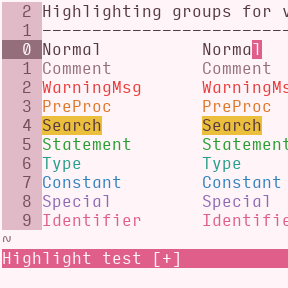 2 Highlighting groups for v
1 -------------------------
0 Normal Normal
1 Comment Comment
2 WarningMsg WarningMs
3 PreProc PreProc
4 Search Search
5 Statement Statement
6 Type Type
7 Constant Constant
8 Special Special
9 Identifier Identifie
~
Highlight test [+]